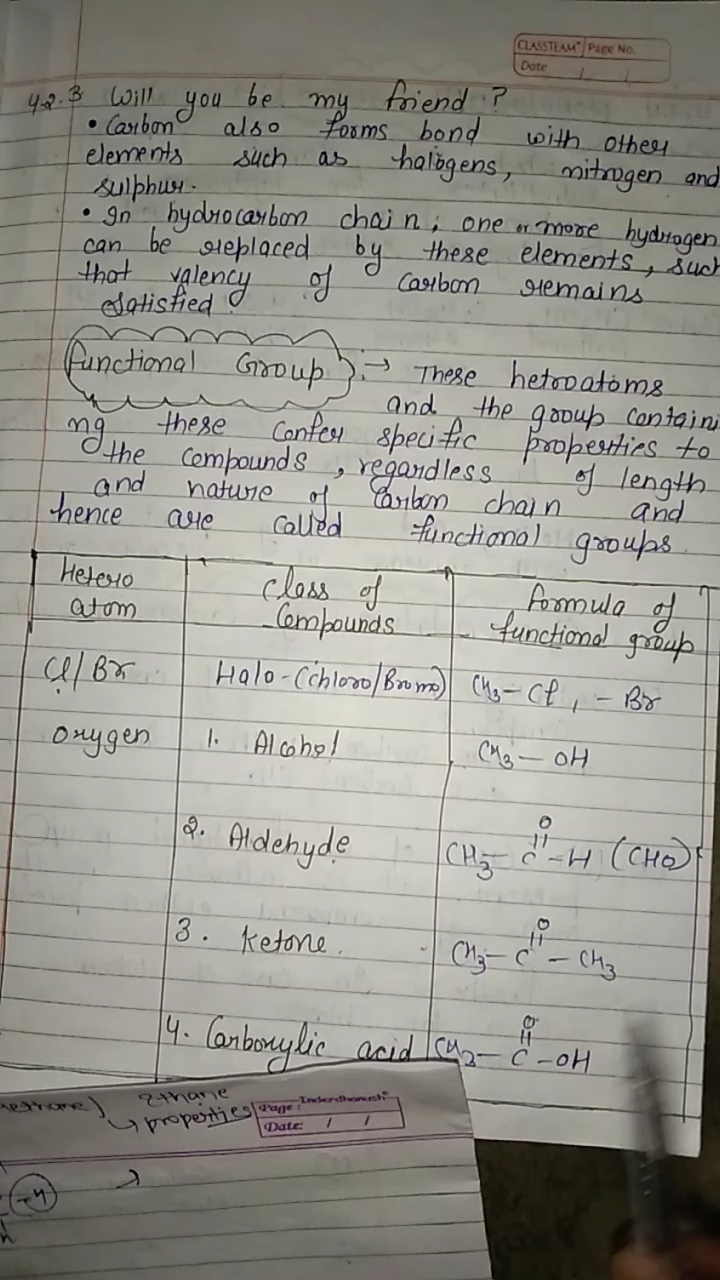 CLASSTEAM Page No.
Date / /
4.2.3 Will you be my friend?
• Carbon also forms bond with other
elements such as halogens, nitrogen and
sulphur.
• In hydrocarbon chain, one or more hydrogen
can be replaced by these elements, such
that valency of carbon remains
satisfied.
Functional Group :→ These hetroatoms
and the group containi
ng these confer specific properties to
the compounds, regardless of length
and nature of Carbon chain and
hence are called functional groups.
Hetero atom | Class of Compounds | Formula of functional group
Cl/Br | Halo-(Chloro/Bromo) | CH3-Cl, -Br
Oxygen | 1. Alcohol | CH3-OH
O
2. Aldehyde | CH3-C-H (CHO)
O
3. Ketone. | CH3-C-CH3
O
4. Carboxylic acid | CH3-C-OH
Ethane
↳ properties
Inderdhanush
Page:
Date: / /